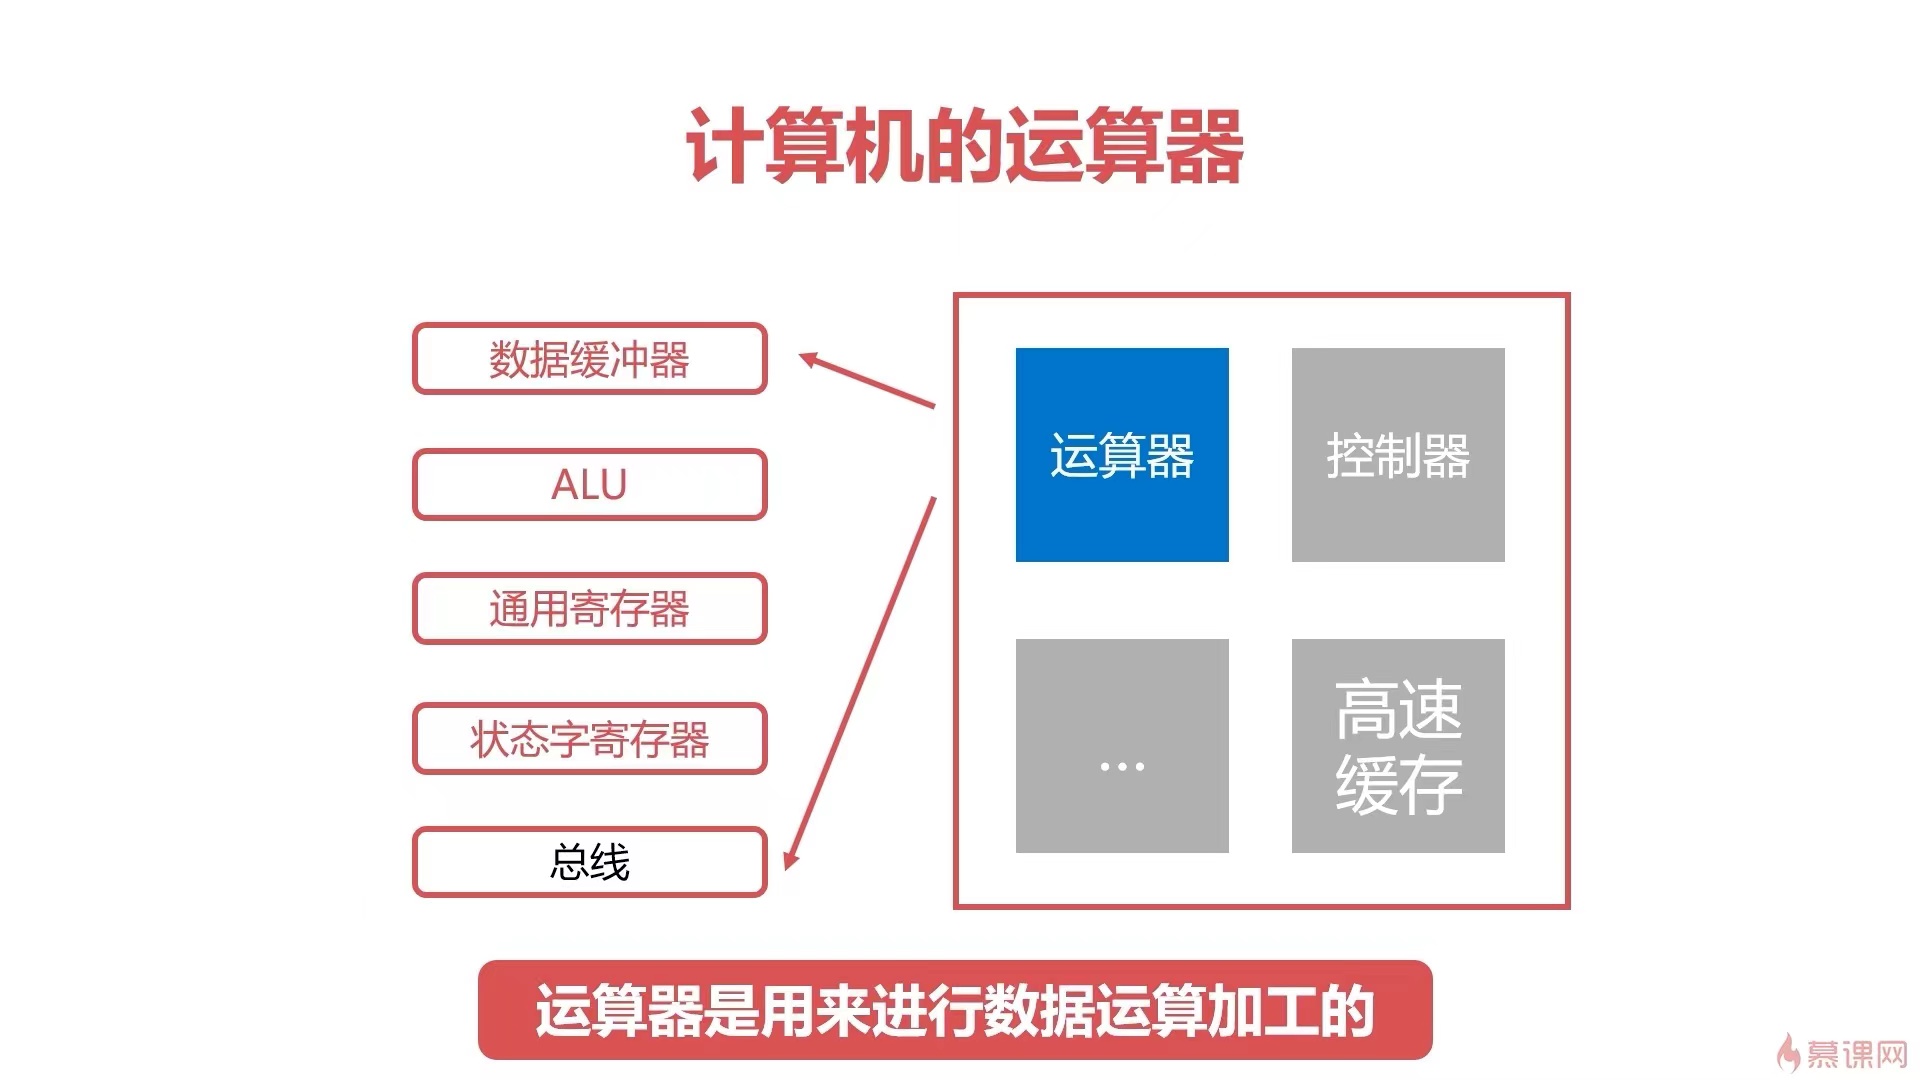 计算机的运算器
数据缓冲器
ALU
通用寄存器
状态字寄存器
总线
运算器
控制器
...
高速
缓存
运算器是用来进行数据运算加工的
慕课网